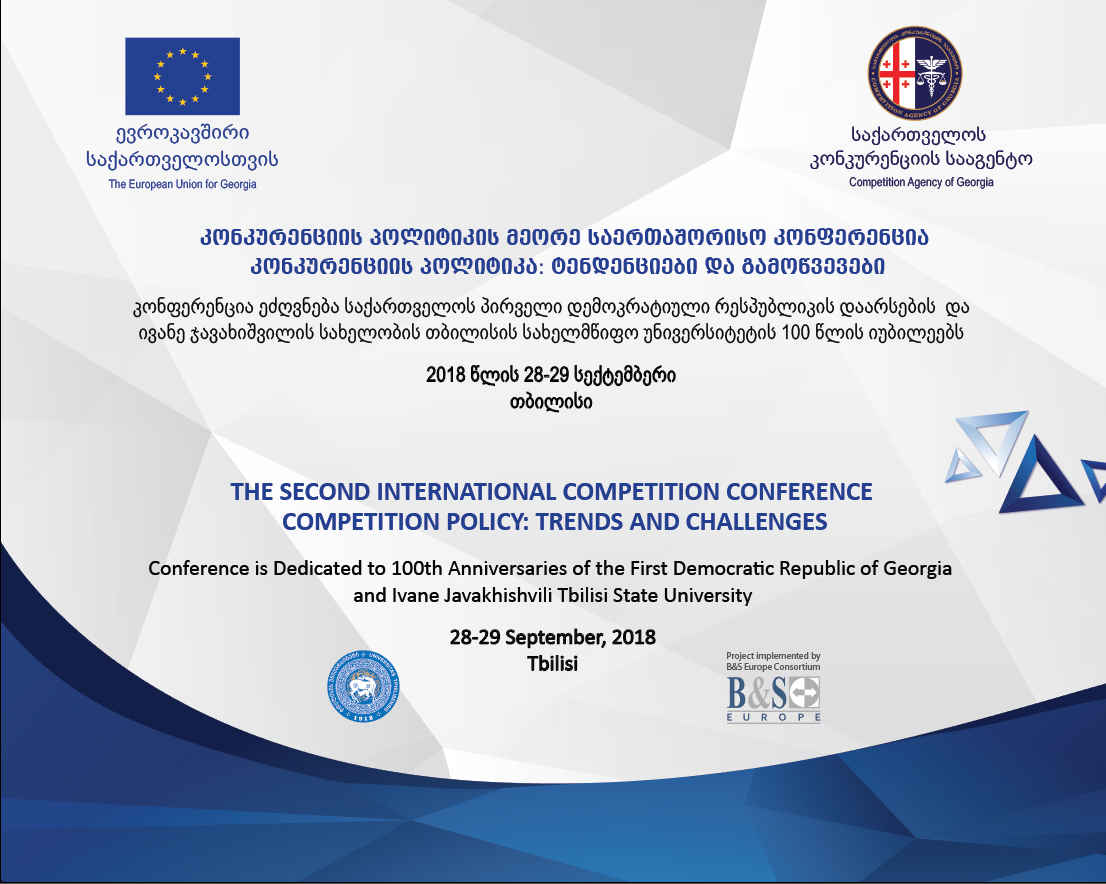 ევროკავშირი
საქართველოსთვის
The European Union for Georgia
COMPETITION AGENCY OF GEORGIA
საქართველოს
კონკურენციის სააგენტო
Competition Agency of Georgia
კონკურენციის პოლიტიკის მეორე საერთაშორისო კონფერენცია
კონკურენციის პოლიტიკა: ტენდენციები და გამოწვევები
კონფერენცია ეძღვნება საქართველოს პირველი დემოკრატიული რესპუბლიკის დაარსების და
ივანე ჯავახიშვილის სახელობის თბილისის სახელმწიფო უნივერსიტეტის 100 წლის იუბილეებს
2018 წლის 28-29 სექტემბერი
თბილისი
THE SECOND INTERNATIONAL COMPETITION CONFERENCE
COMPETITION POLICY: TRENDS AND CHALLENGES
Conference is Dedicated to 100th Anniversaries of the First Democratic Republic of Georgia
and Ivane Javakhishvili Tbilisi State University
28-29 September, 2018
Tbilisi
1918
Project implemented by
B&S Europe Consortium
B&S
EUROPE